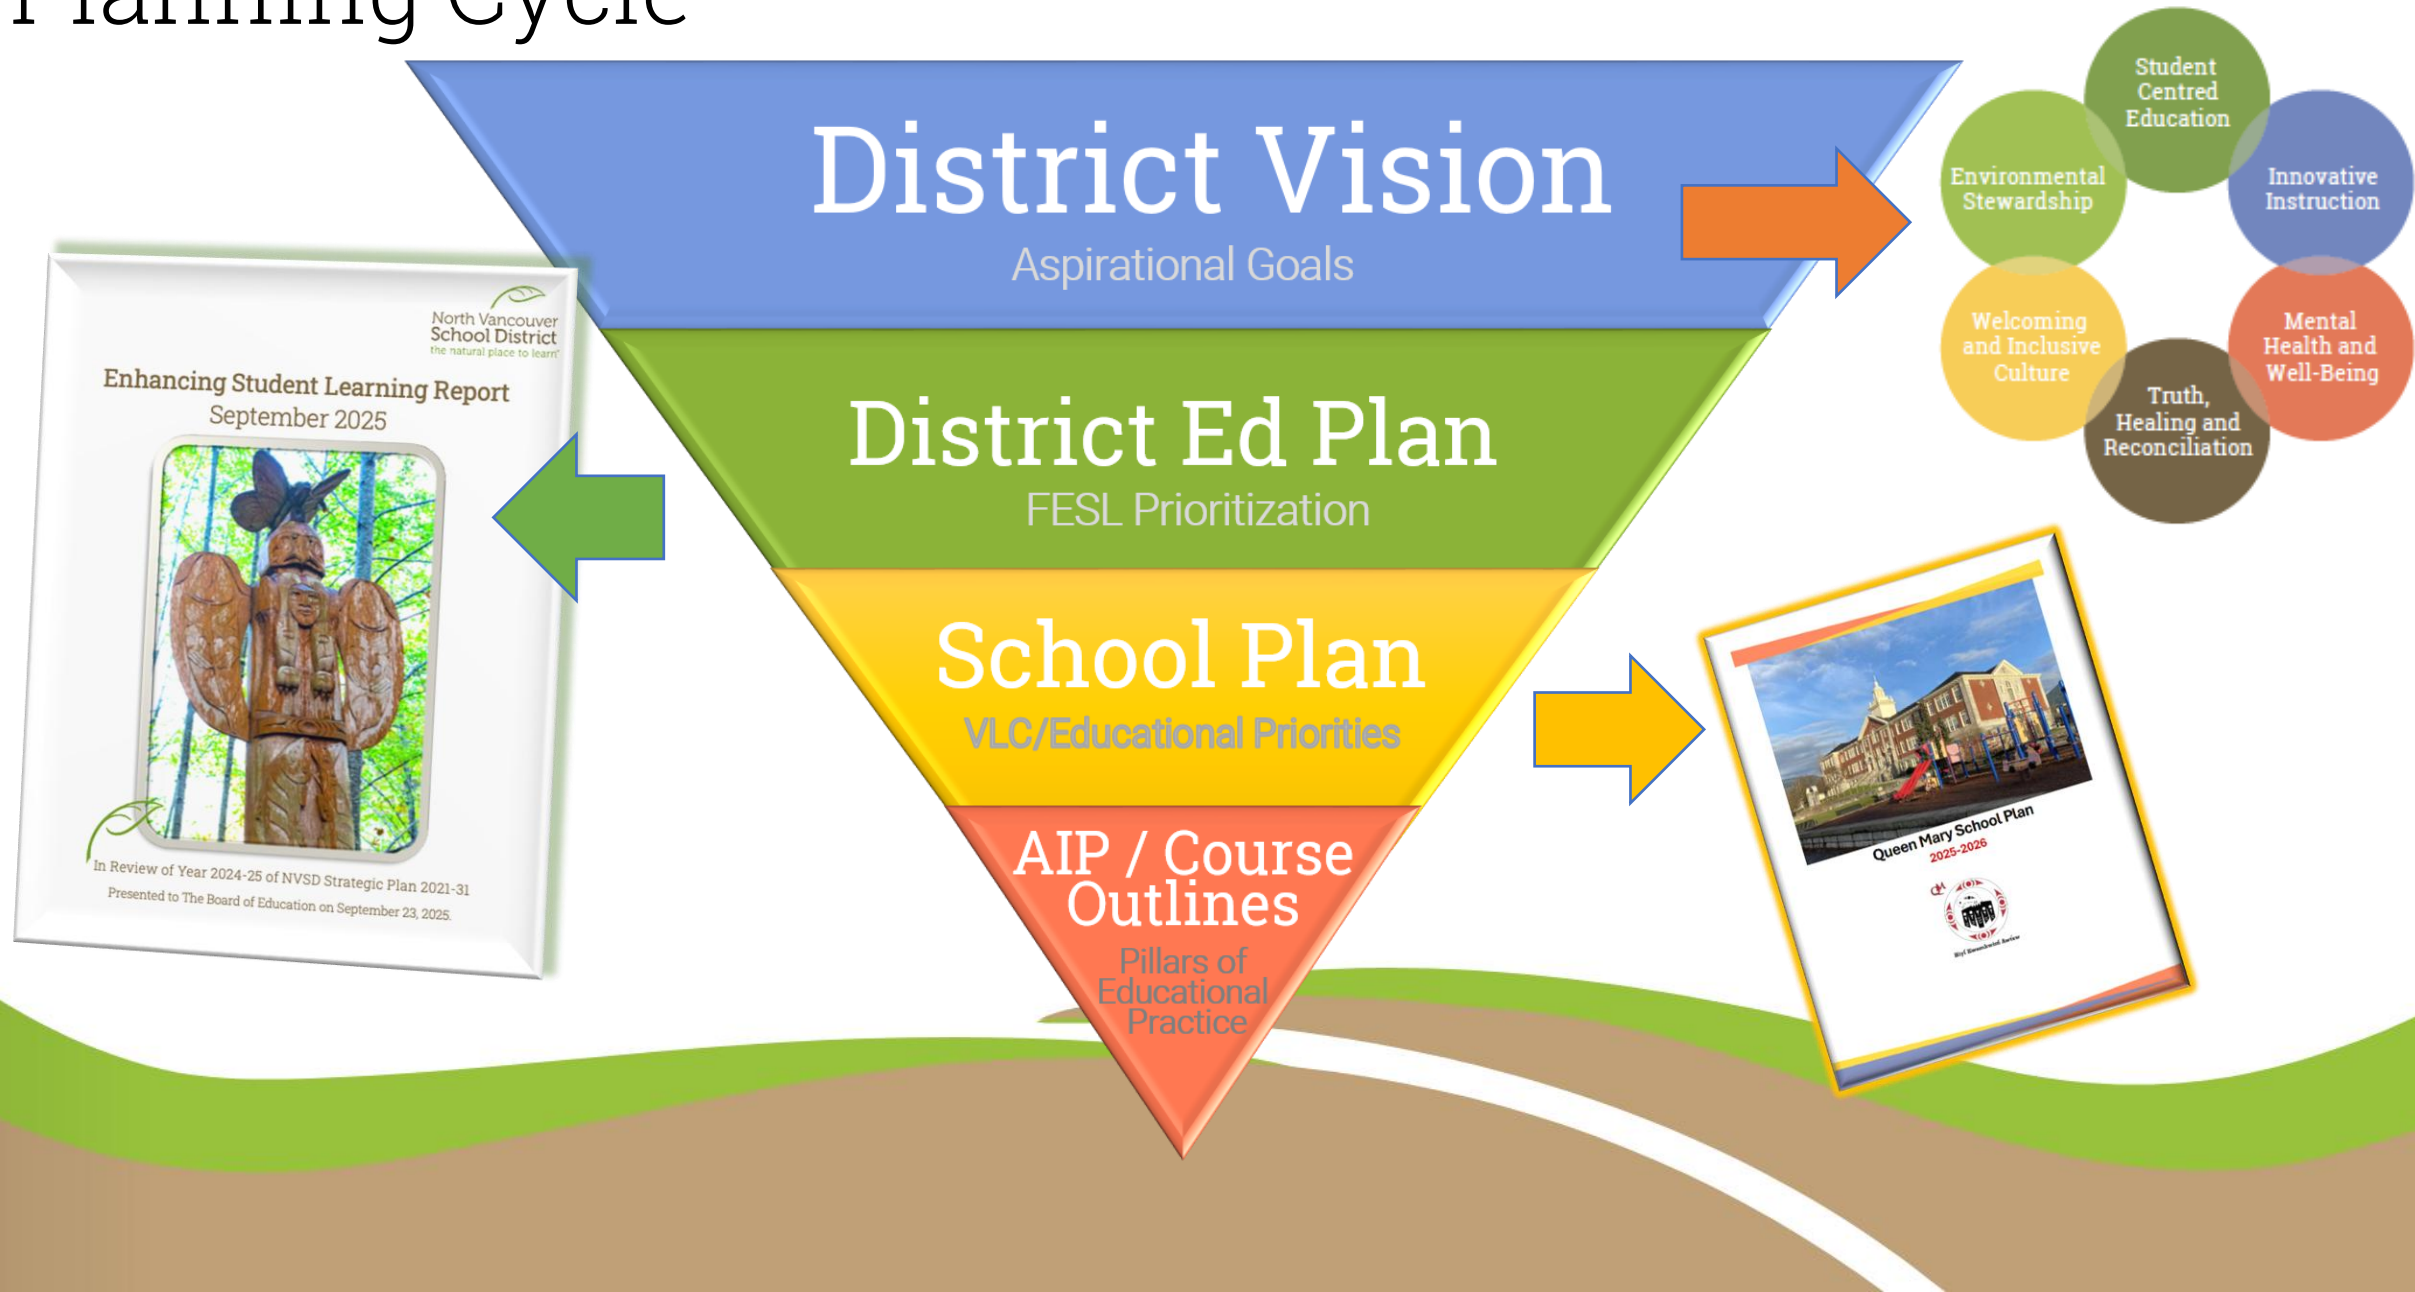 Planning Cycle
District Vision
Aspirational Goals
District Ed Plan
FESL Prioritization
School Plan
VLC/Educational Priorities
AIP / Course
Outlines
Pillars of
Educational
Practice
North Vancouver
School District
the natural place to learn
Enhancing Student Learning Report
September 2025
In Review of Year 2024-25 of NVSD Strategic Plan 2021-31
Presented to The Board of Education on September 23, 2025.
Student
Centred
Education
Innovative
Instruction
Mental
Health and
Well-Being
Truth,
Healing and
Reconciliation
Welcoming
and Inclusive
Culture
Environmental
Stewardship
Queen Mary School Plan
2025-2026
QM